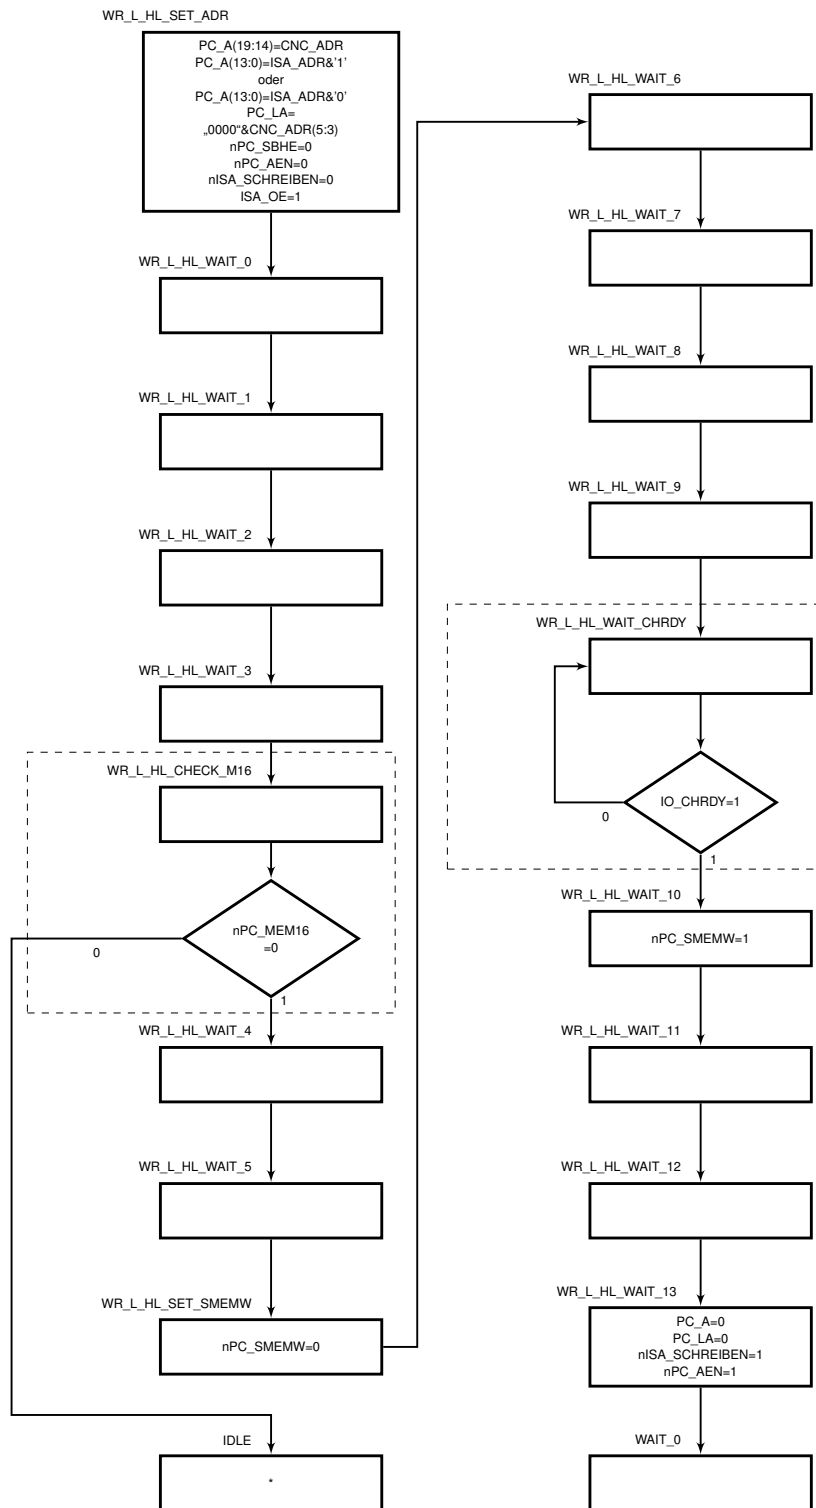 WR_L_HL_SET_ADR
PC_A(19:14)=CNC_ADR
PC_A(13:0)=ISA_ADR&'1'
oder
PC_A(13:0)=ISA_ADR&'0'
PC_LA=
„0000“&CNC_ADR(5:3)
nPC_SBHE=0
nPC_AEN=0
nISA_SCHREIBEN=0
ISA_OE=1
WR_L_HL_WAIT_0
WR_L_HL_WAIT_1
WR_L_HL_WAIT_2
WR_L_HL_WAIT_3
WR_L_HL_CHECK_M16
nPC_MEM16
=0
0
1
WR_L_HL_WAIT_4
WR_L_HL_WAIT_5
WR_L_HL_SET_SMEMW
nPC_SMEMW=0
IDLE
*
WR_L_HL_WAIT_6
WR_L_HL_WAIT_7
WR_L_HL_WAIT_8
WR_L_HL_WAIT_9
WR_L_HL_WAIT_CHRDY
IO_CHRDY=1
0
1
WR_L_HL_WAIT_10
nPC_SMEMW=1
WR_L_HL_WAIT_11
WR_L_HL_WAIT_12
WR_L_HL_WAIT_13
PC_A=0
PC_LA=0
nISA_SCHREIBEN=1
nPC_AEN=1
WAIT_0